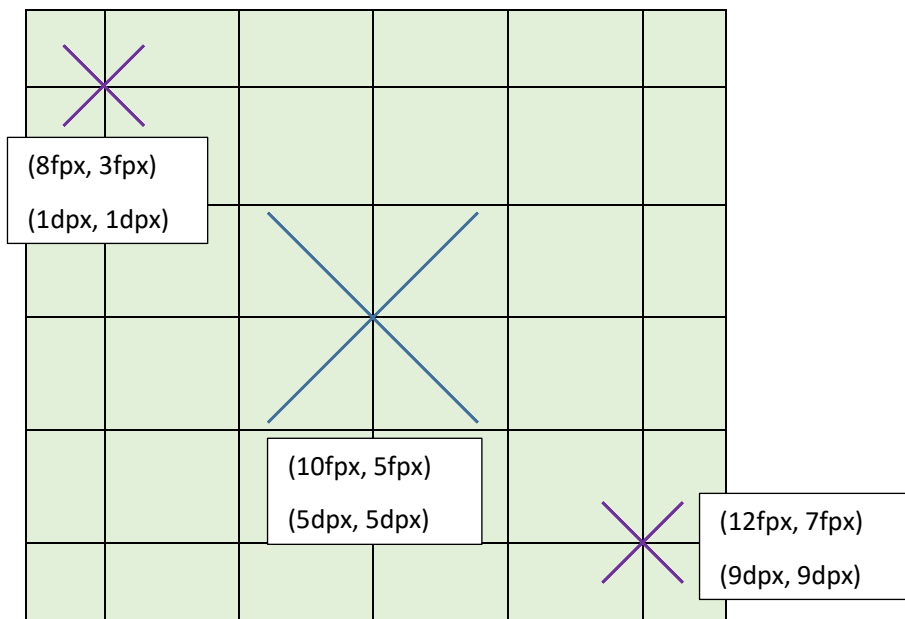 (8fpx, 3fpx)
(1dpx, 1dpx)
(10fpx, 5fpx)
(5dpx, 5dpx)
(12fpx, 7fpx)
(9dpx, 9dpx)